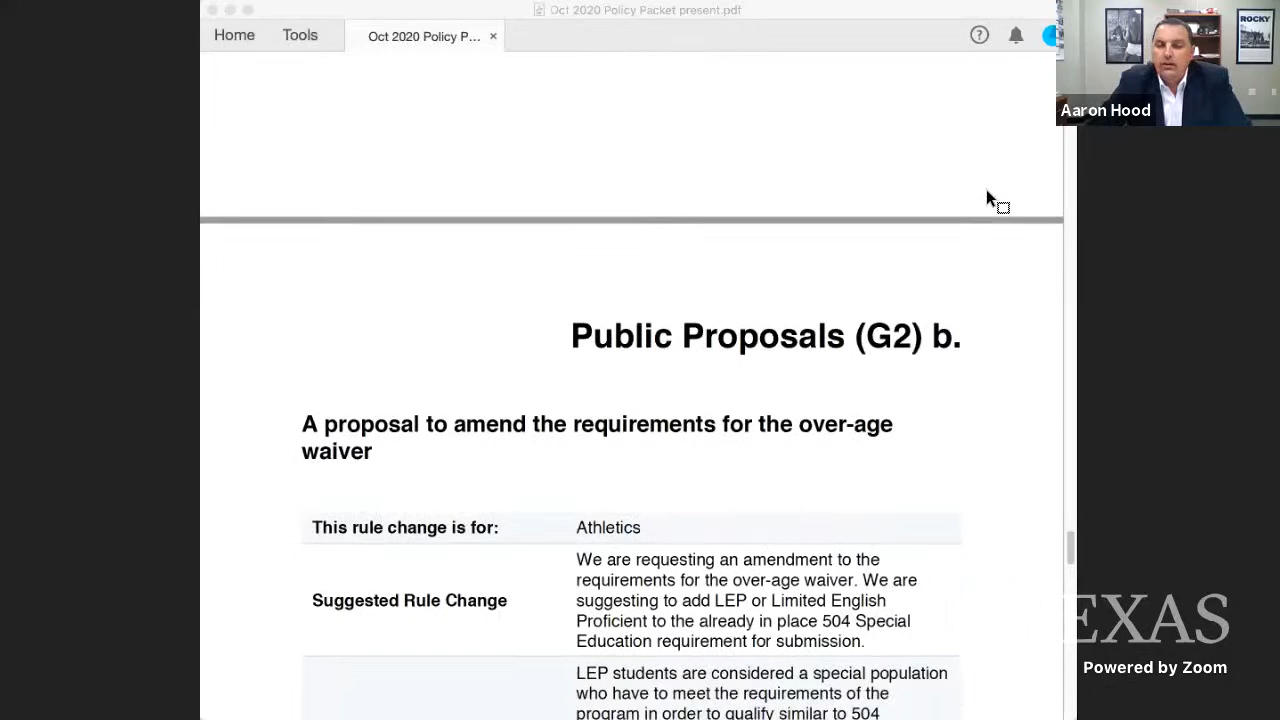 Oct 2020 Policy Packet present.pdf
Home
Tools
Oct 2020 Policy P... ×
ROCKY
Aaron Hood
Public Proposals (G2) b.
A proposal to amend the requirements for the over-age
waiver
This rule change is for:
Athletics
Suggested Rule Change
We are requesting an amendment to the
requirements for the over-age waiver. We are
suggesting to add LEP or Limited English
Proficient to the already in place 504 Special
Education requirement for submission.
LEP students are considered a special population
who have to meet the requirements of the
program in order to qualify similar to 504
EXAS
Powered by Zoom